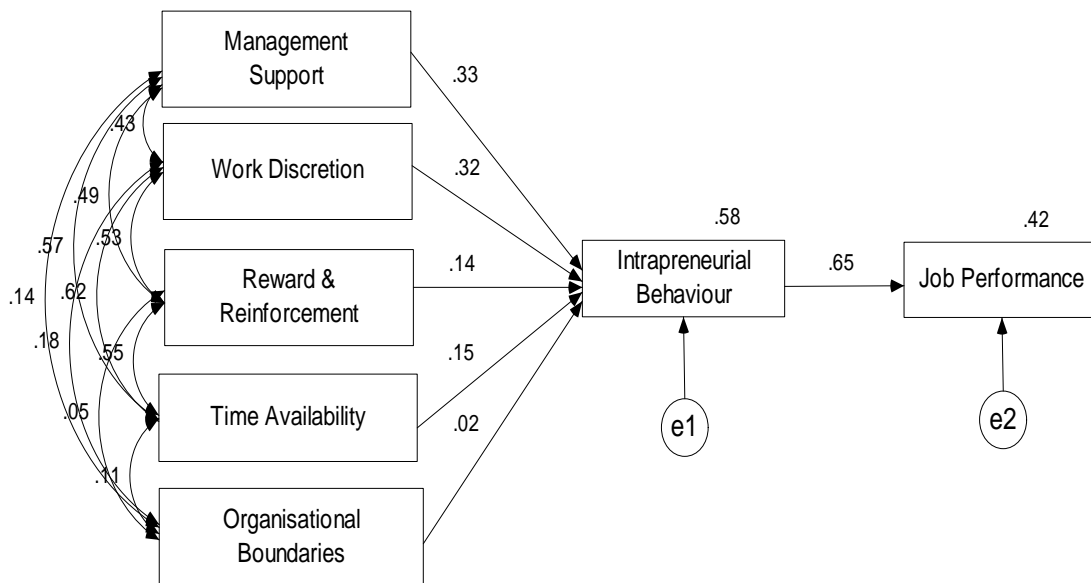 Management
Support
.33
.43
Work Discretion
.32
.49
.53
.57
.58
.42
Reward &
Reinforcement
.14
Intrapreneurial
Behaviour
.65
Job Performance
.14
.62
.18
.55
.15
Time Availability
.05
.02
e1
e2
.11
Organisational
Boundaries